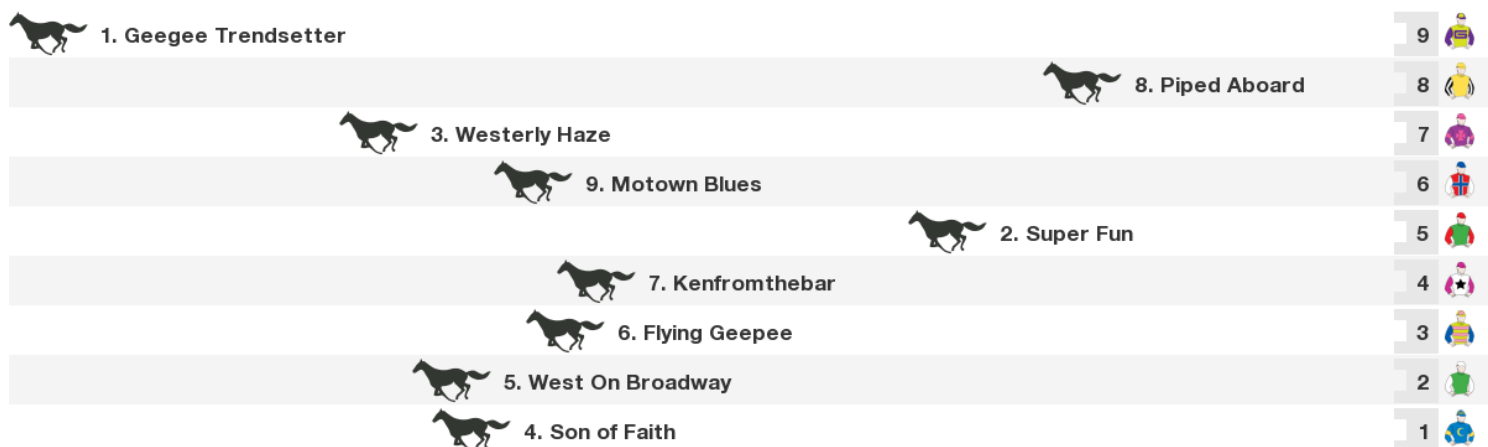 1. Geegee Trendsetter 9
8. Piped Aboard 8
3. Westerly Haze 7
9. Motown Blues 6
2. Super Fun 5
7. Kenfromthebar 4
6. Flying Geepee 3
5. West On Broadway 2
4. Son of Faith 1